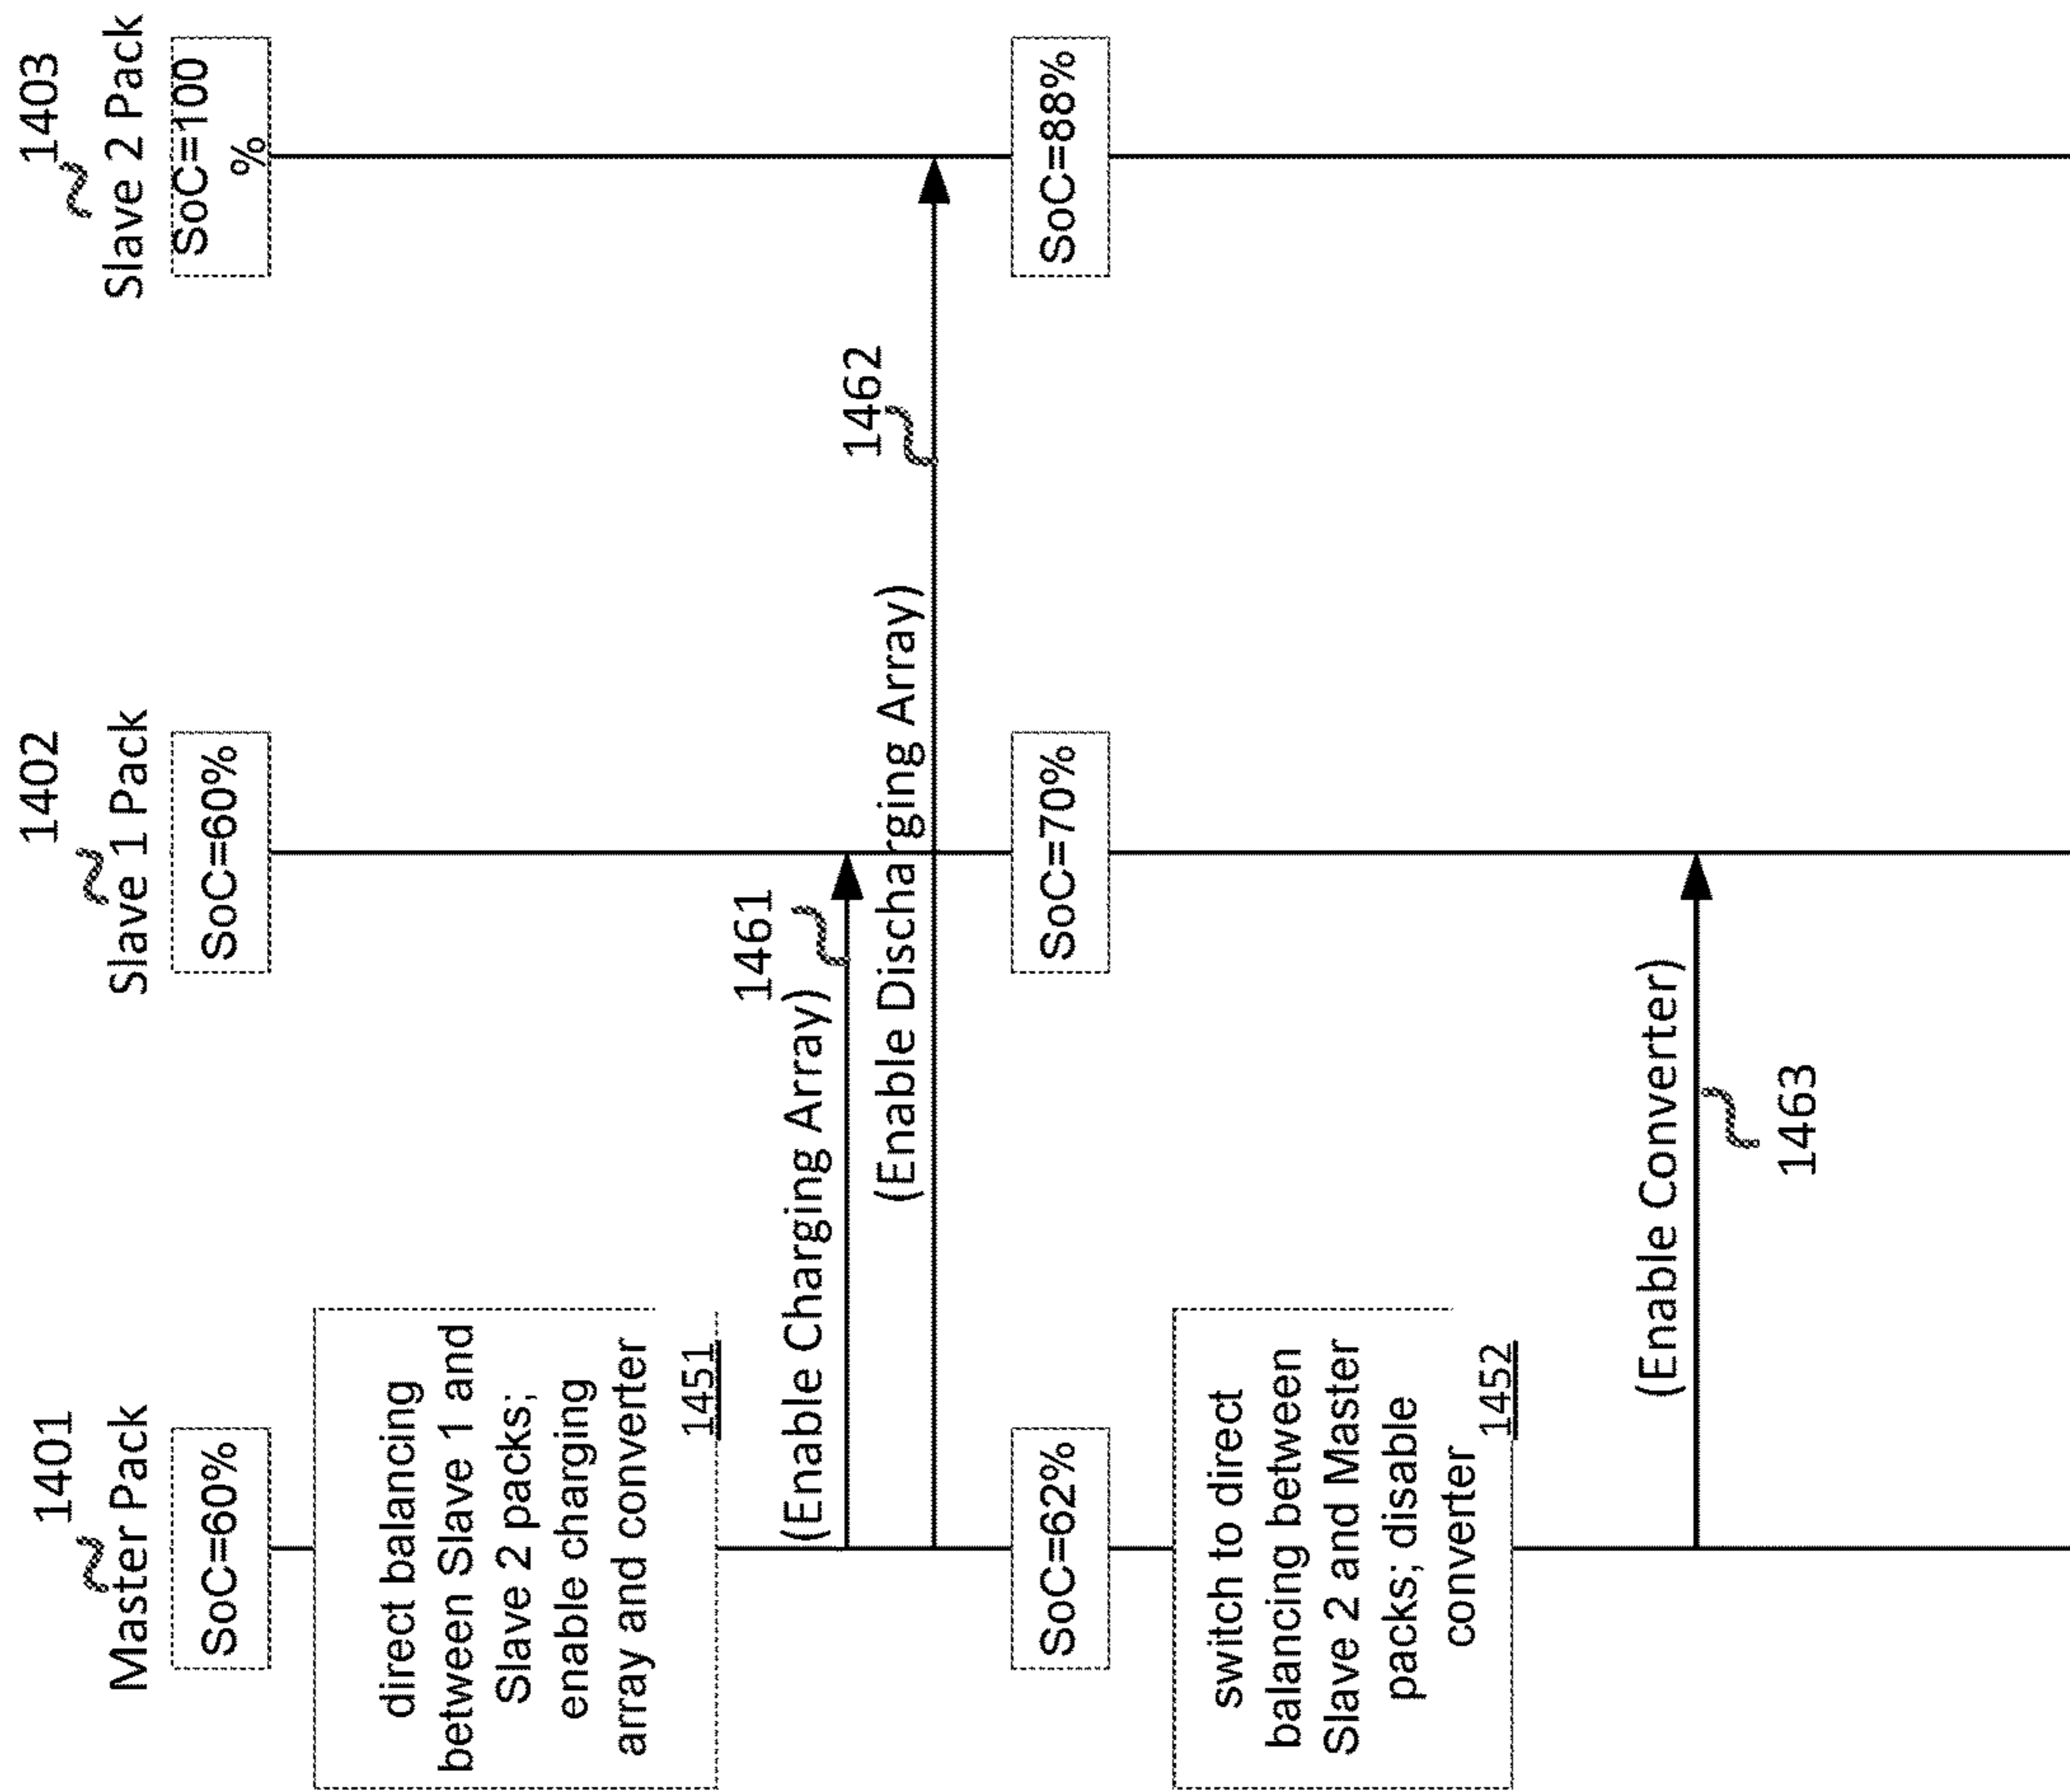 1401
Master Pack
1402
Slave 1 Pack
1403
Slave 2 Pack
SoC=60%
SoC=60%
SoC=100
%
direct balancing
between Slave 1 and
Slave 2 packs;
enable charging
array and converter
1451
(Enable Charging Array)
1461
(Enable Discharging Array)
1462
SoC=62%
SoC=70%
SoC=88%
switch to direct
balancing between
Slave 2 and Master
packs; disable
converter
1452
(Enable Converter)
1463